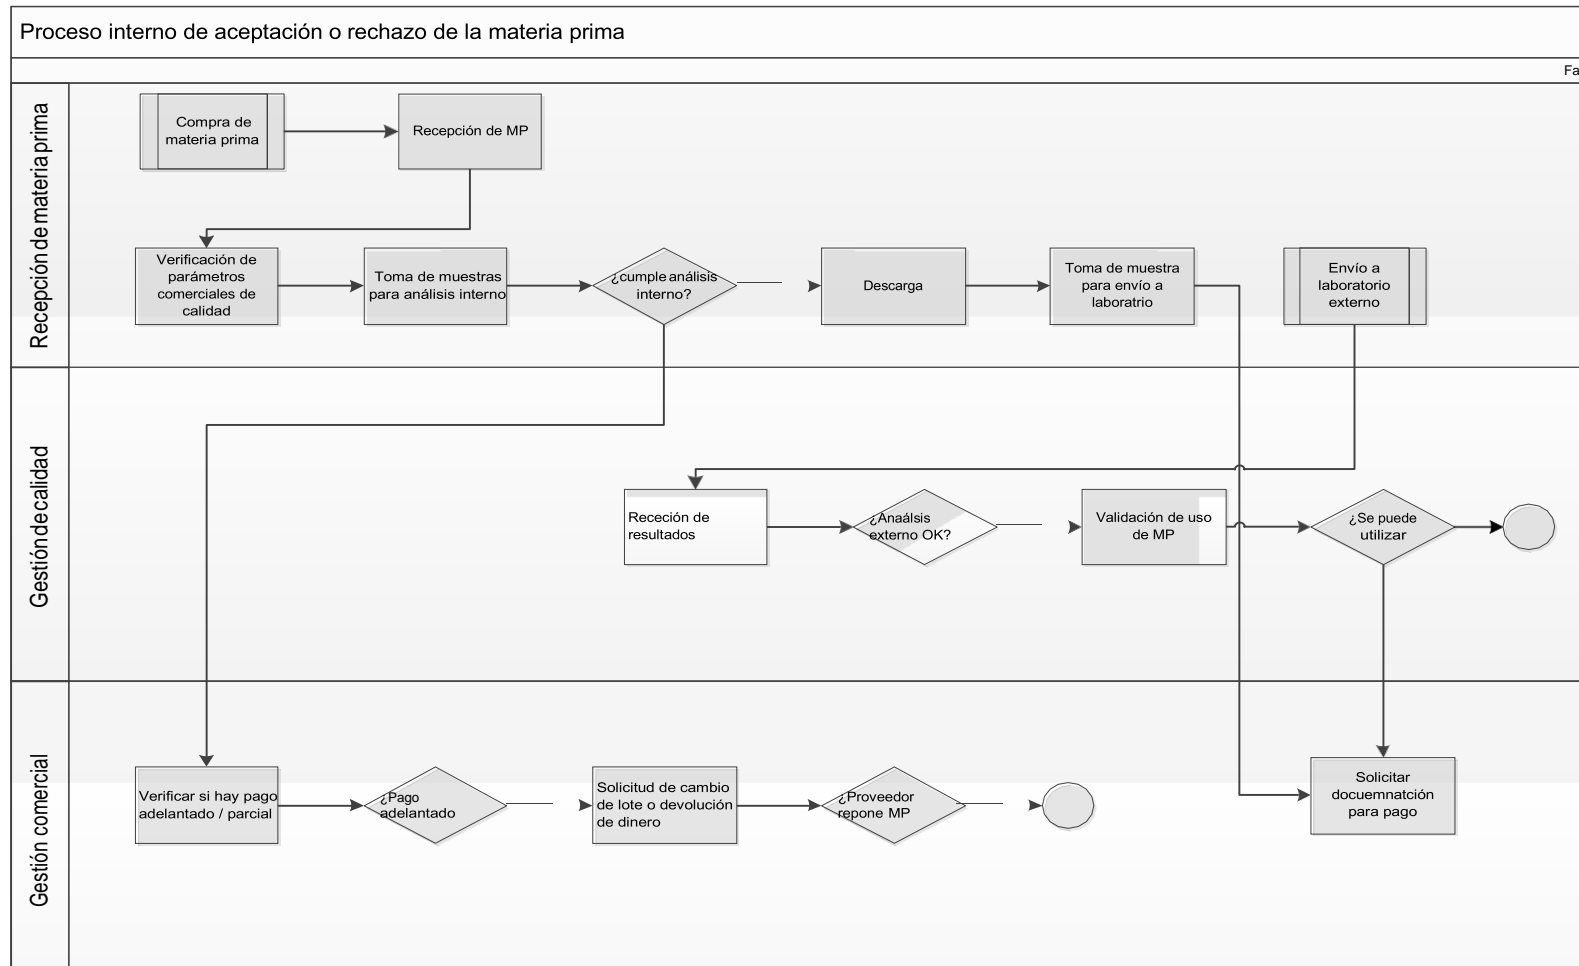 Proceso interno de aceptación o rechazo de la materia prima
Fa
Recepción de materia prima
Compra de
materia prima
Recepción de MP
Verificación de
parámetros
comerciales de
calidad
Toma de muestras
para análisis interno
¿cumple análisis
interno?
Descarga
Toma de muestra
para envío a
laboratrio
Envío a
laboratorio
externo
Gestión de calidad
Receción de
resultados
¿Anaálsis
externo OK?
Validación de uso
de MP
¿Se puede
utilizar
Gestión comercial
Verificar si hay pago
adelantado / parcial
¿Pago
adelantado
Solicitud de cambio
de lote o devolución
de dinero
¿Proveedor
repone MP
Solicitar
docuemnatción
para pago